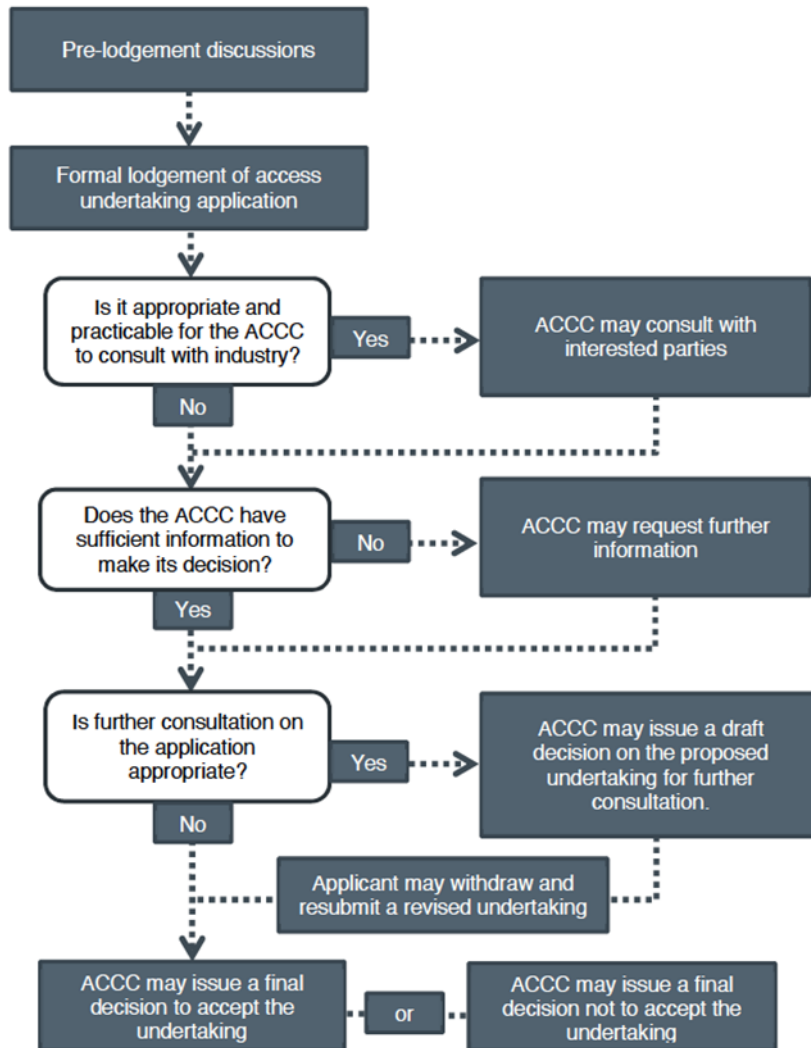 Pre-lodgement discussions
Formal lodgement of access
undertaking application
Is it appropriate and
practicable for the ACCC
to consult with industry?
Yes
ACCC may consult with
interested parties
No
Does the ACCC have
sufficient information to
make its decision?
No
ACCC may request further
information
Yes
Is further consultation on
the application
appropriate?
Yes
ACCC may issue a draft
decision on the proposed
undertaking for further
consultation.
No
Applicant may withdraw and
resubmit a revised undertaking
ACCC may issue a final
decision to accept the
undertaking
or
ACCC may issue a final
decision not to accept the
undertaking